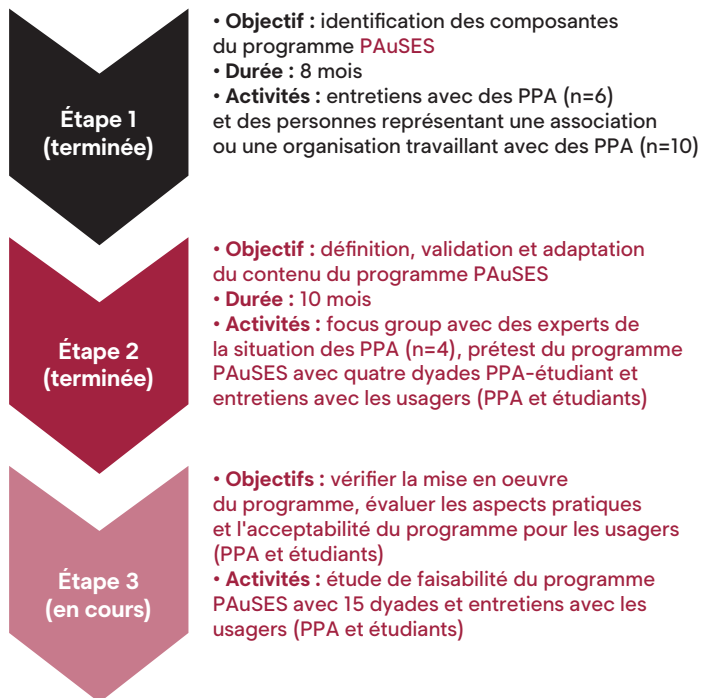 Étape 1
(terminée)
• Objectif : identification des composantes
du programme PAuSES
• Durée : 8 mois
• Activités : entretiens avec des PPA (n=6)
et des personnes représentant une association
ou une organisation travaillant avec des PPA (n=10)
Étape 2
(terminée)
• Objectif : définition, validation et adaptation
du contenu du programme PAuSES
• Durée : 10 mois
• Activités : focus group avec des experts de
la situation des PPA (n=4), prétest du programme
PAuSES avec quatre dyades PPA-étudiant et
entretiens avec les usagers (PPA et étudiants)
Étape 3
(en cours)
• Objectifs : vérifier la mise en oeuvre
du programme, évaluer les aspects pratiques
et l'acceptabilité du programme pour les usagers
(PPA et étudiants)
• Activités : étude de faisabilité du programme
PAuSES avec 15 dyades et entretiens avec les
usagers (PPA et étudiants)